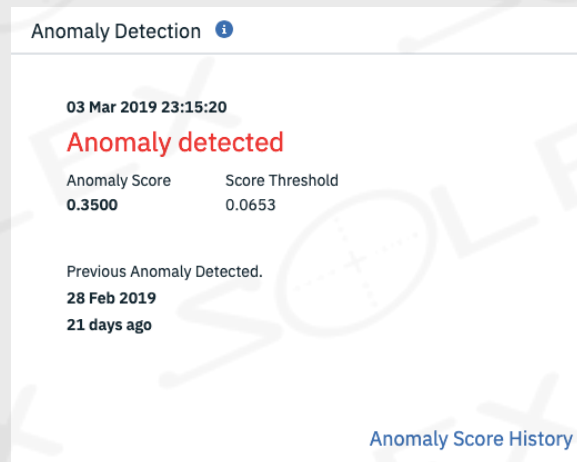 Anomaly Detection
03 Mar 2019 23:15:20
Anomaly detected
Anomaly Score Score Threshold
0.3500 0.0653
Previous Anomaly Detected.
28 Feb 2019
21 days ago
Anomaly Score History
SOLEX